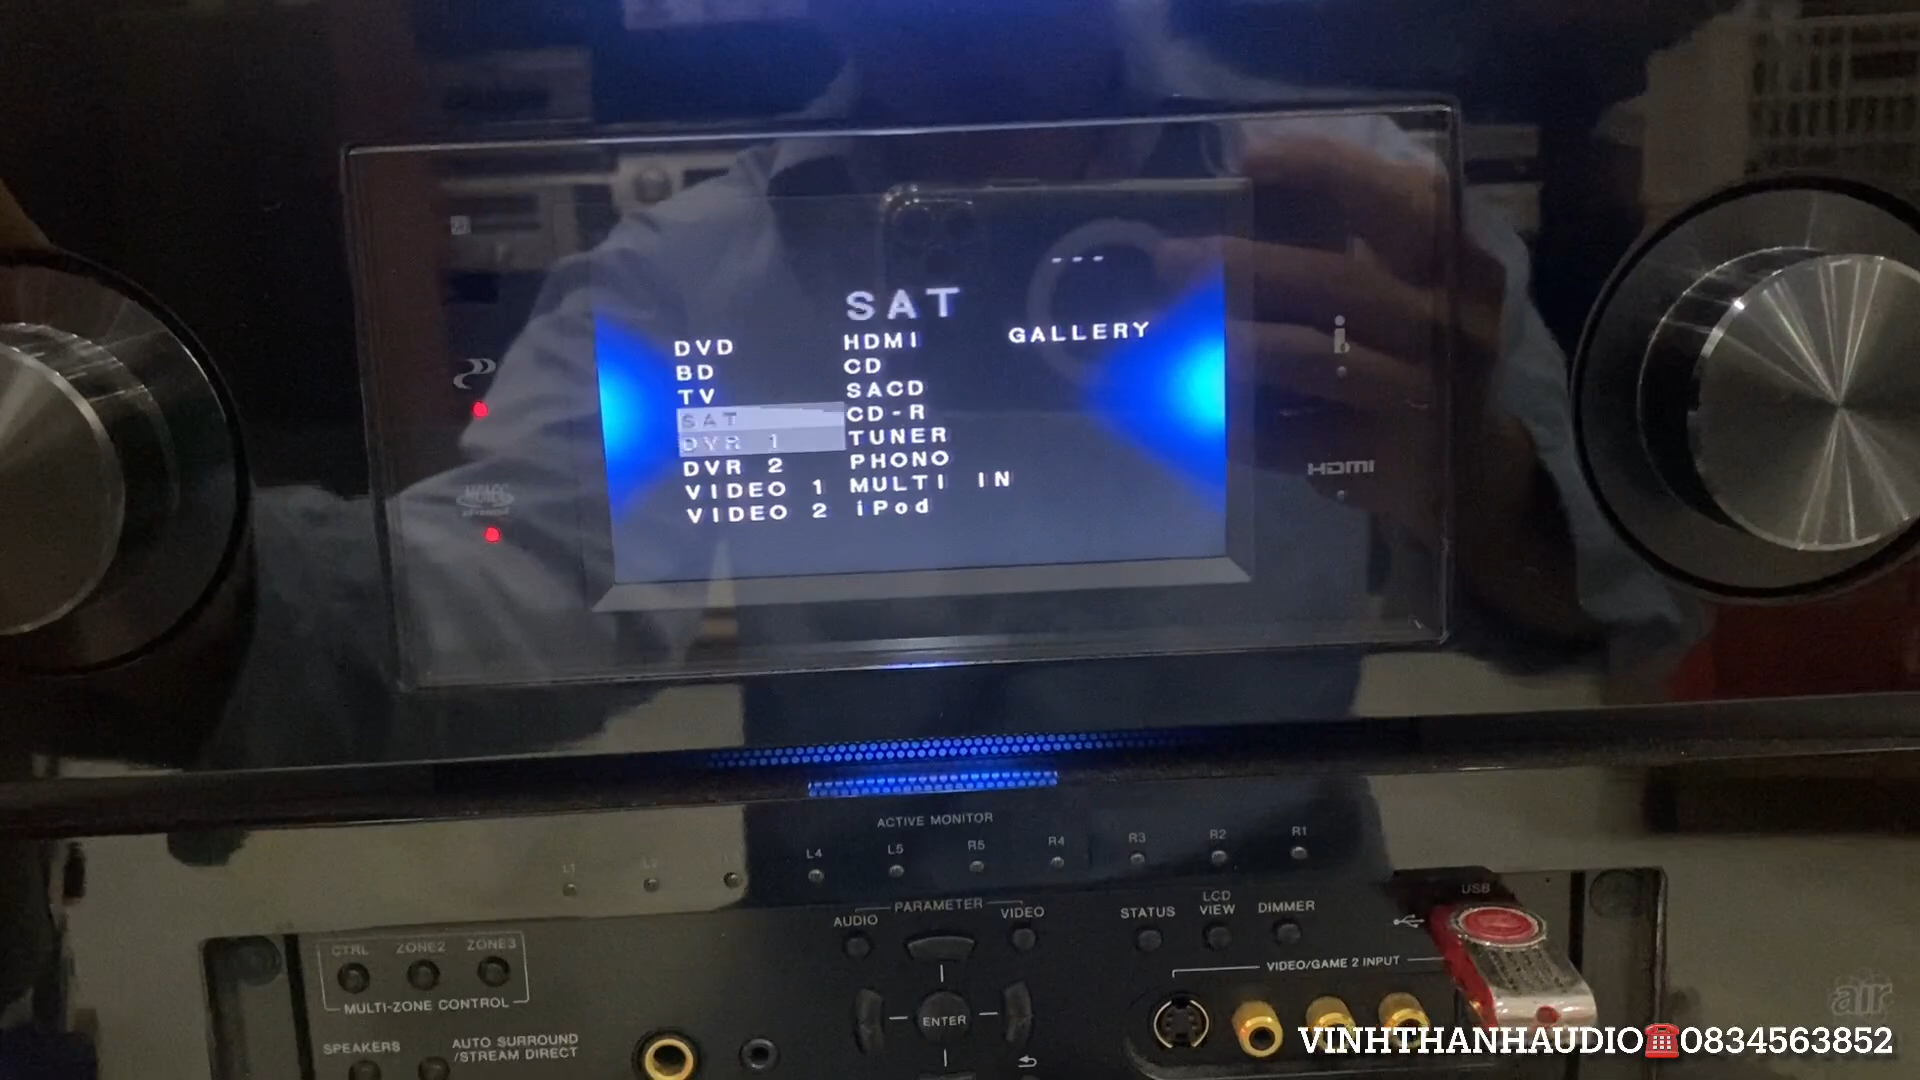 ---
SAT
DVD
BD
TV
SAT
DVR 1
DVR 2
VIDEO 1
VIDEO 2
HDMI
CD
SACD
CD-R
TUNER
PHONO
MULTI IN
iPod
GALLERY
HDMI
ACTIVE MONITOR
L1
L2
L4
L5
R5
R4
R3
R2
R1
CTRL
ZONE2
ZONE3
MULTI-ZONE CONTROL
SPEAKERS
AUTO SURROUND
/STREAM DIRECT
PARAMETER
AUDIO
VIDEO
ENTER
STATUS
LCD
VIEW
DIMMER
USB
VIDEO/GAME 2 INPUT
air
VINHTHANHAUDIO☎0834563852